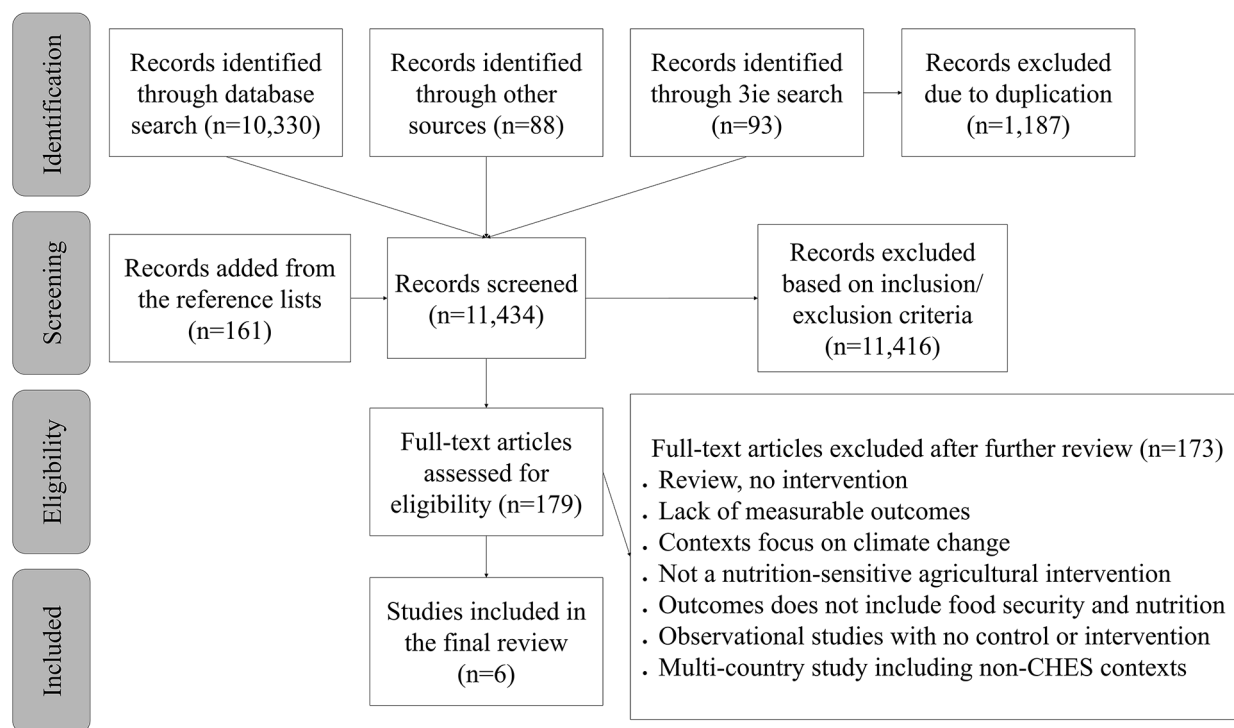 Identification
Records identified
through database
search (n=10,330)
Records identified
through other
sources (n=88)
Records identified
through 3ie search
(n=93)
Records excluded
due to duplication
(n=1,187)
Screening
Records added from
the reference lists
(n=161)
Records screened
(n=11,434)
Records excluded
based on inclusion/
exclusion criteria
(n=11,416)
Eligibility
Full-text articles
assessed for
eligibility (n=179)
Full-text articles excluded after further review (n=173)
. Review, no intervention
. Lack of measurable outcomes
. Contexts focus on climate change
. Not a nutrition-sensitive agricultural intervention
. Outcomes does not include food security and nutrition
. Observational studies with no control or intervention
. Multi-country study including non-CHES contexts
Included
Studies included in
the final review
(n=6)